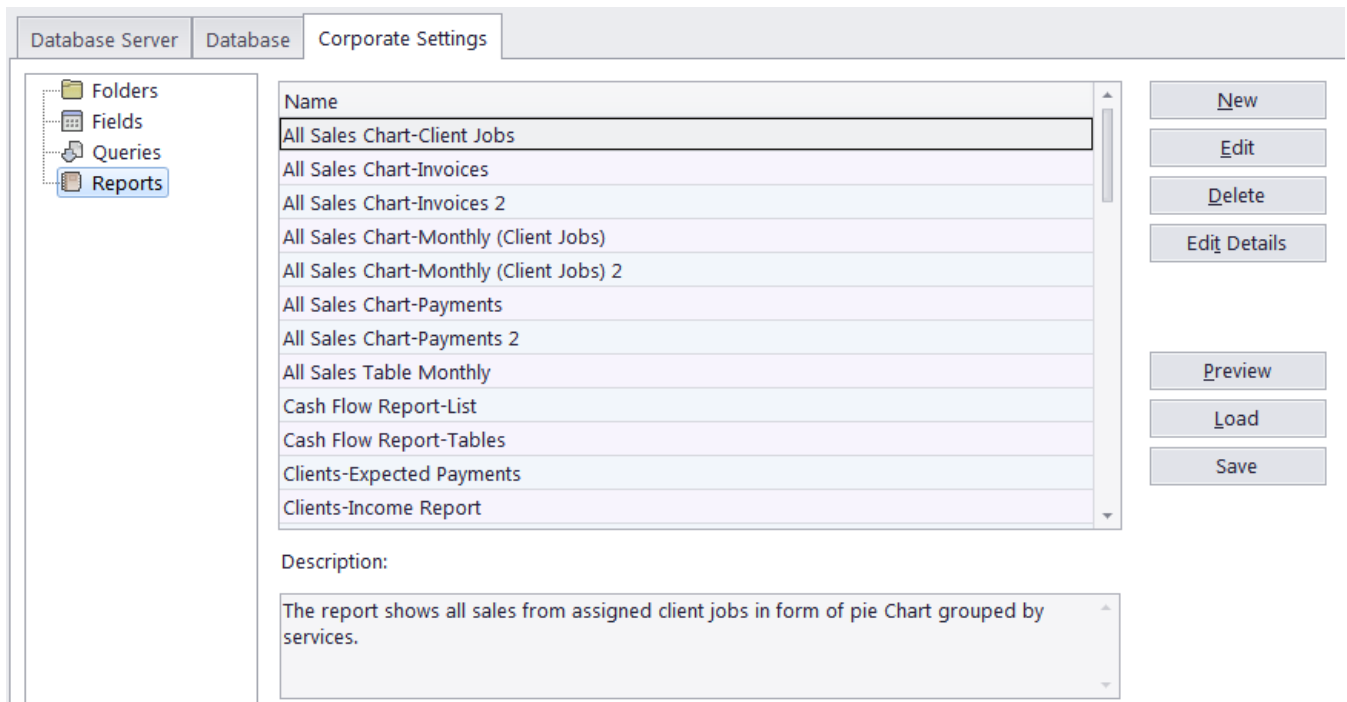 Database Server
Database
Corporate Settings
Folders
Fields
Queries
Reports
Name
All Sales Chart-Client Jobs
All Sales Chart-Invoices
All Sales Chart-Invoices 2
All Sales Chart-Monthly (Client Jobs)
All Sales Chart-Monthly (Client Jobs) 2
All Sales Chart-Payments
All Sales Chart-Payments 2
All Sales Table Monthly
Cash Flow Report-List
Cash Flow Report-Tables
Clients-Expected Payments
Clients-Income Report
Description:
The report shows all sales from assigned client jobs in form of pie Chart grouped by
services.
New
Edit
Delete
Edit Details
Preview
Load
Save